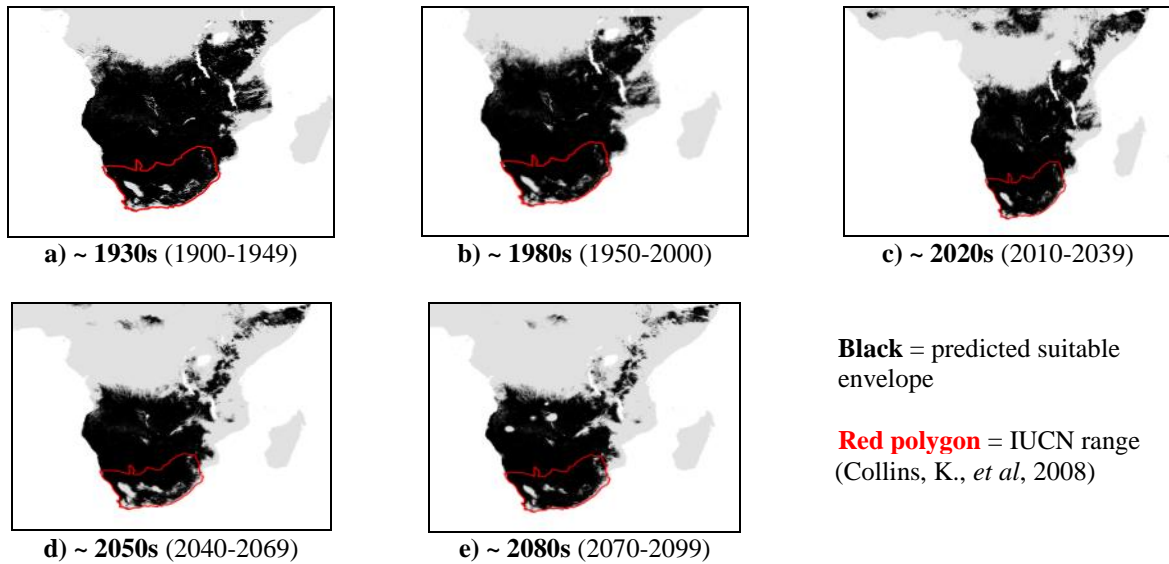 a) ~ 1930s (1900-1949)
b) ~ 1980s (1950-2000)
c) ~ 2020s (2010-2039)
d) ~ 2050s (2040-2069)
e) ~ 2080s (2070-2099)
Black = predicted suitable
envelope
Red polygon = IUCN range
(Collins, K., et al, 2008)